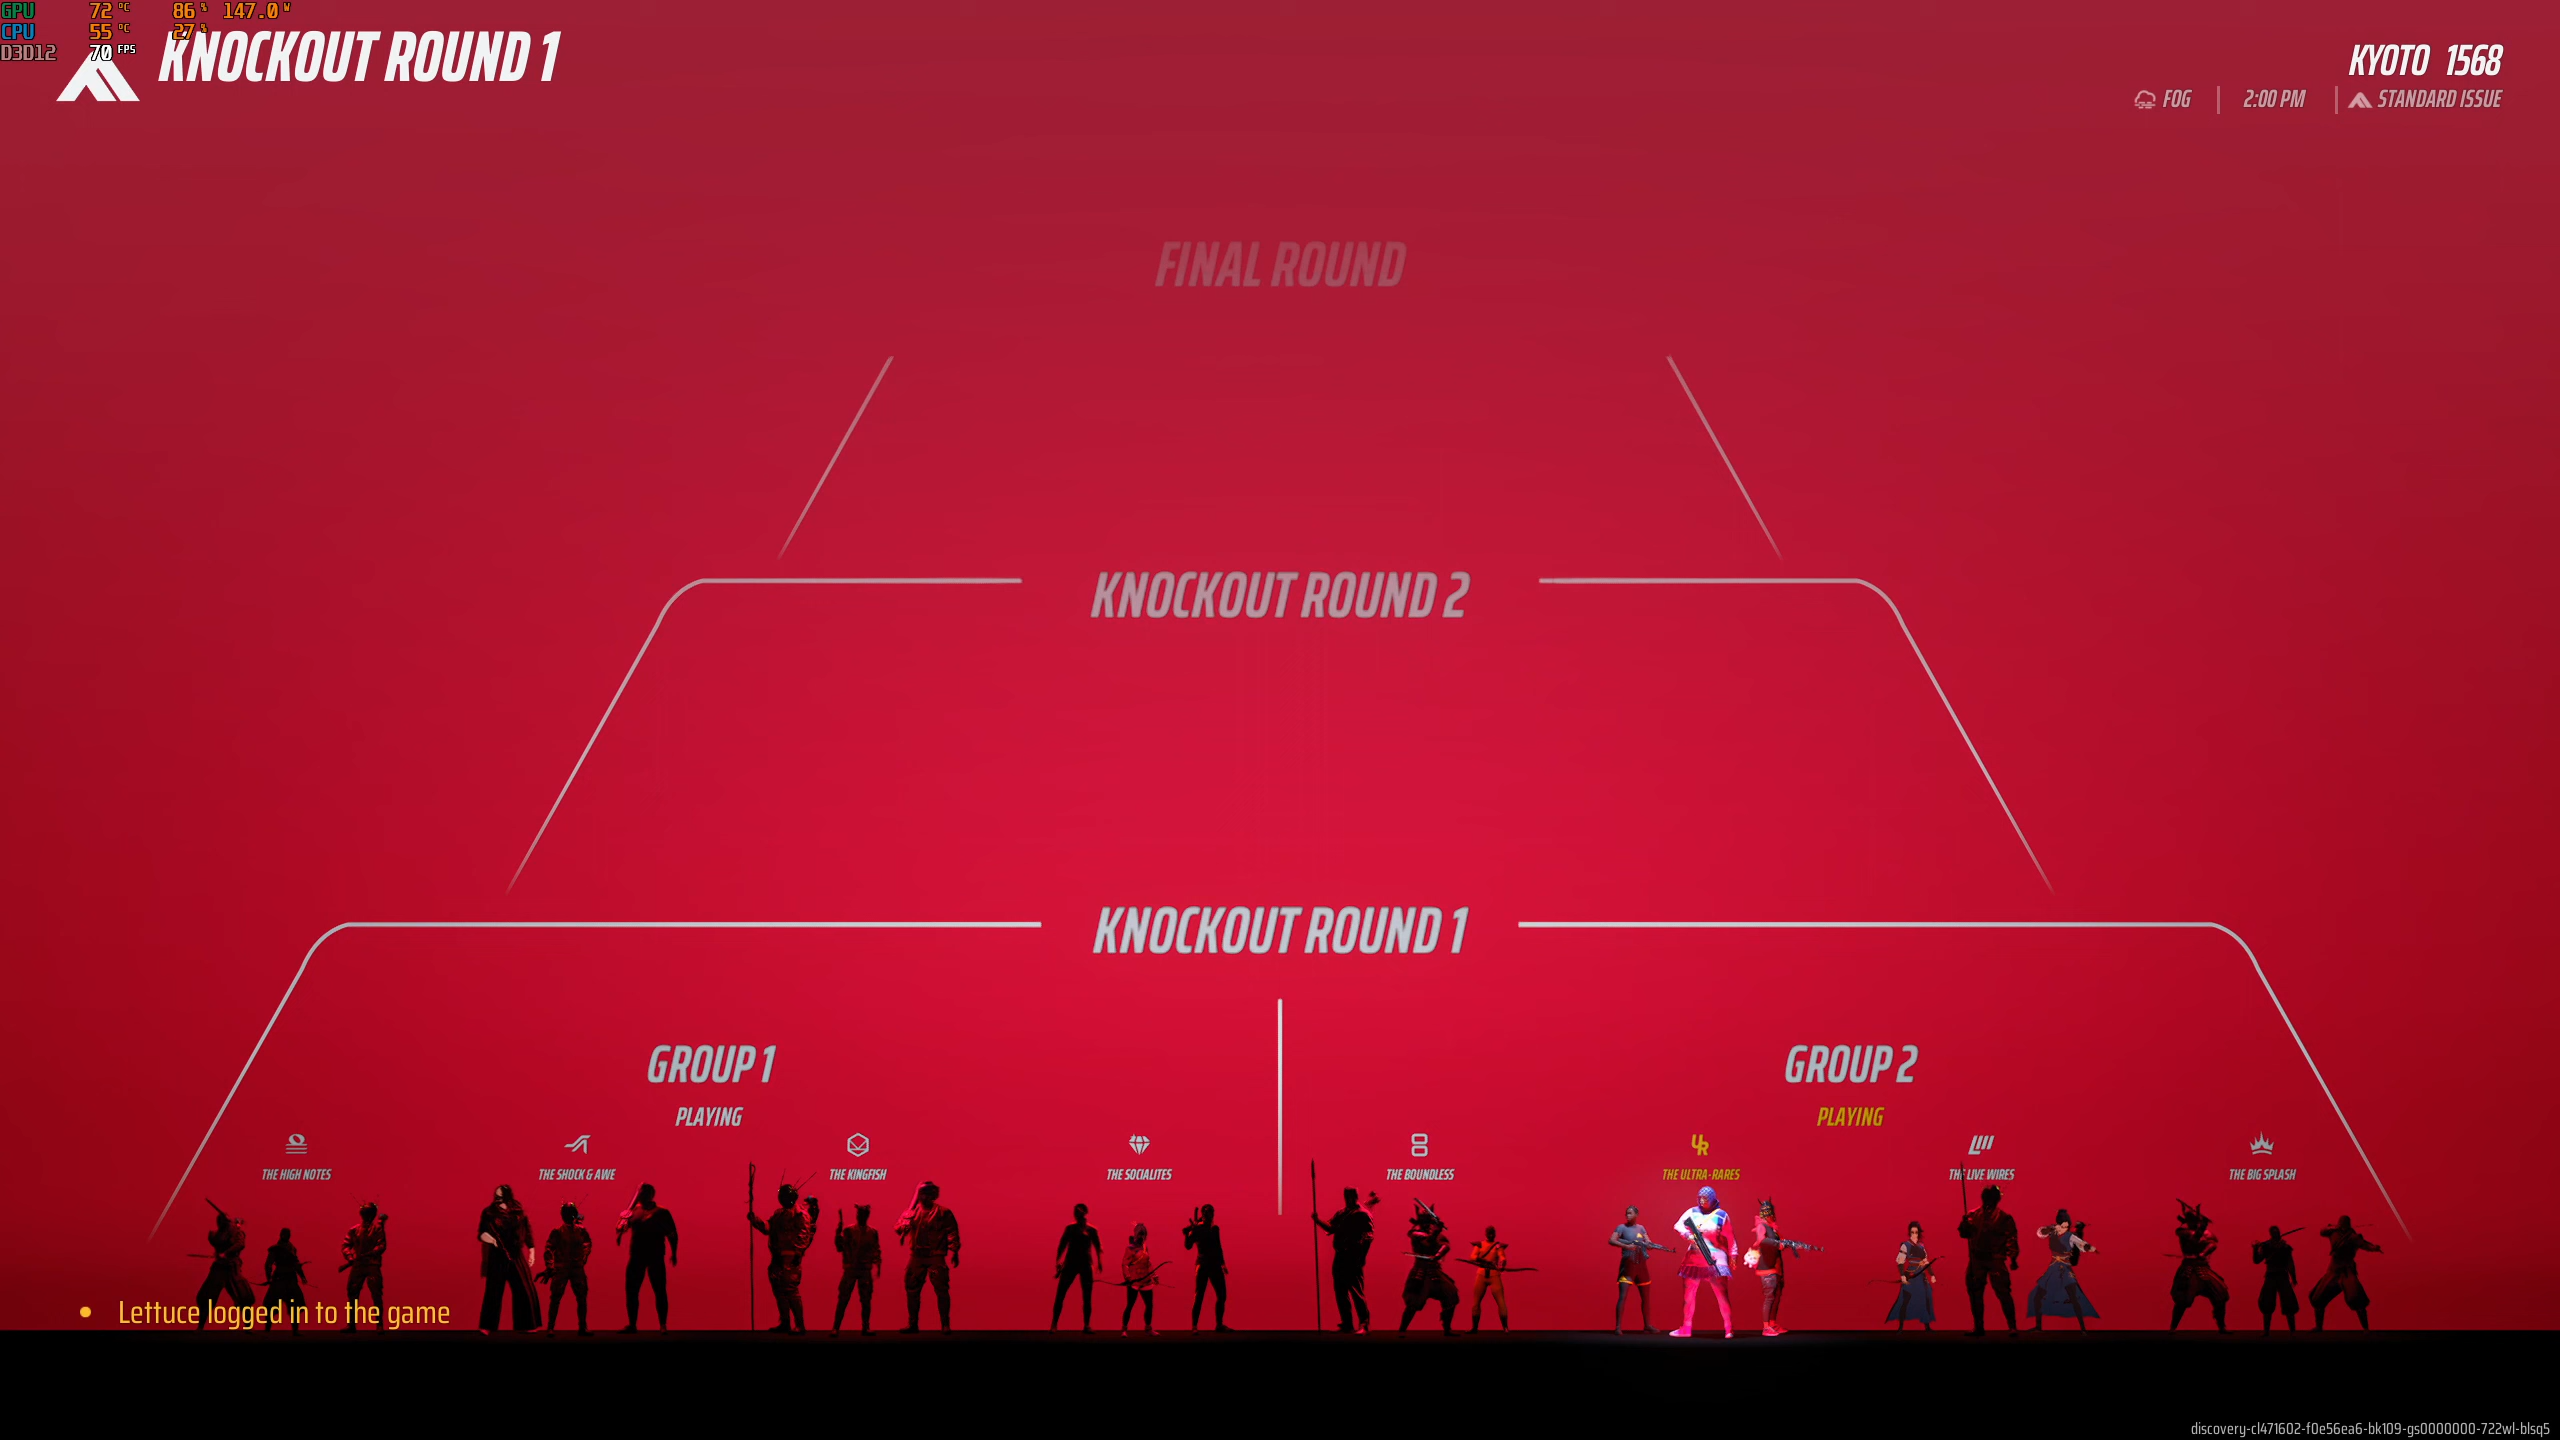 GPU 72 °C 86 % 147.0 W
CPU 55 °C 27 %
D3D12 70 FPS
KNOCKOUT ROUND 1
KYOTO 1568
FOG | 2:00 PM | STANDARD ISSUE
FINAL ROUND
KNOCKOUT ROUND 2
KNOCKOUT ROUND 1
GROUP 1
PLAYING
THE HIGH NOTES
THE SHOCK & AWE
THE KINGFISH
THE SOCIALITES
GROUP 2
PLAYING
THE BOUNDLESS
UR
THE ULTRA-RARES
THE LIVE WIRES
THE BIG SPLASH
• Lettuce logged in to the game
discovery-cl471602-f0e56ea6-bk109-gs0000000-722wl-blsq5